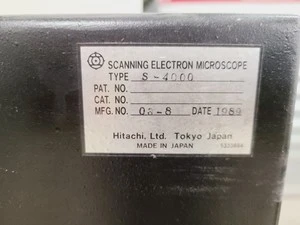 SCANNING ELECTRON MICROSCOPE
TYPE S-4000
PAT. NO.
CAT. NO.
MFG. NO. 03-8 DATE 1989
Hitachi, Ltd. Tokyo Japan
MADE IN JAPAN